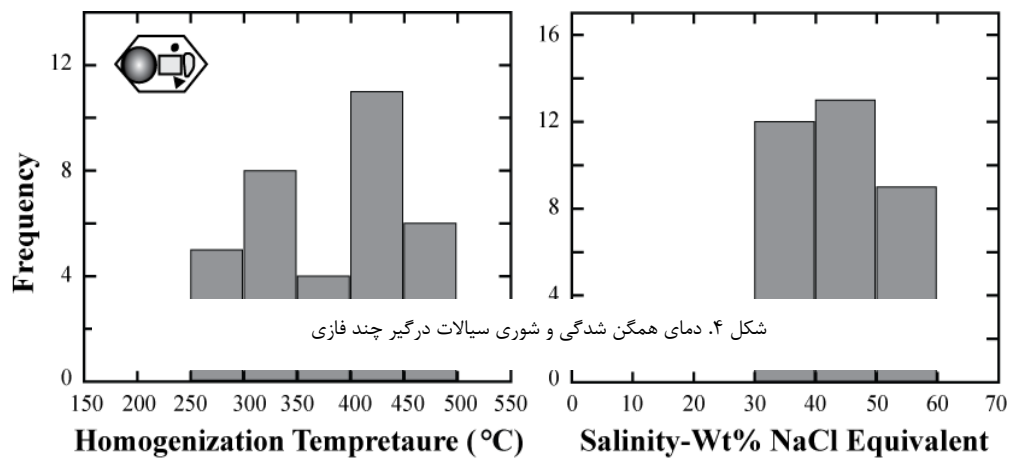 16
12
12
8
8
4
4
0
0
شکل ۴. دمای همگن شدگی و شوری سیالات درگیر چند فازی
150 200 250 300 350 400 450 500 550
0 10 20 30 40 50 60 70
Frequency
Homogenization Tempretaure (°C)
Salinity-Wt% NaCl Equivalent